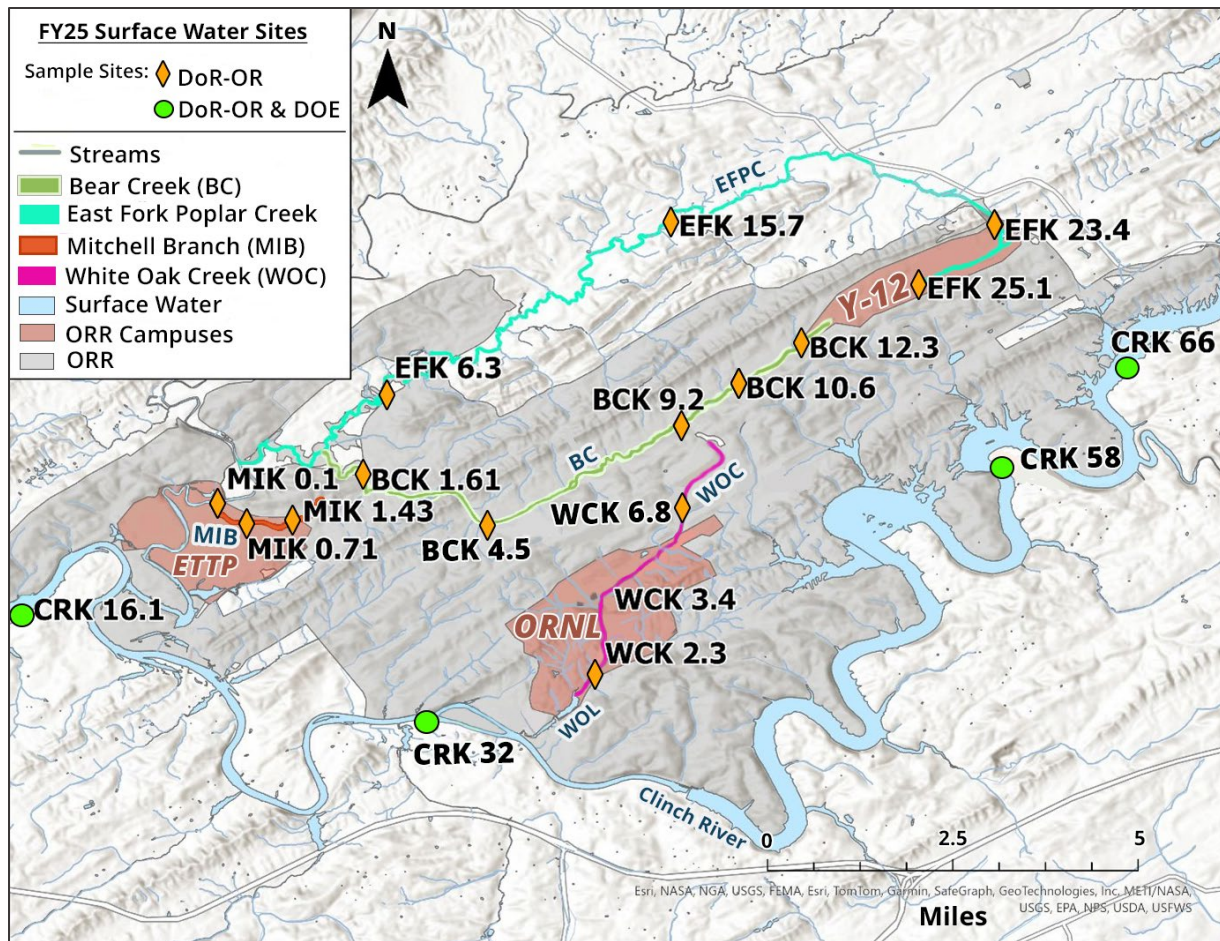 FY25 Surface Water Sites
Sample Sites: DoR-OR
DoR-OR & DOE
Streams
Bear Creek (BC)
East Fork Poplar Creek
Mitchell Branch (MIB)
White Oak Creek (WOC)
Surface Water
ORR Campuses
ORR
N
EFPC
EFK 15.7
EFK 23.4
Y-12
EFK 25.1
CRK 66
BCK 12.3
EFK 6.3
BCK 10.6
BCK 9.2
CRK 58
BC
WOC
MIK 0.1
BCK 1.61
WCK 6.8
MIK 1.43
MIB
MIK 0.71
BCK 4.5
ETTP
CRK 16.1
WCK 3.4
ORNL
WCK 2.3
WOL
CRK 32
Clinch River
0 2.5 5
Esri, NASA, NGA, USGS, FEMA, Esri, TomTom, Garmin, SafeGraph, GeoTechnologies, Inc, METI/NASA,
USGS, EPA, NPS, USDA, USFWS
Miles